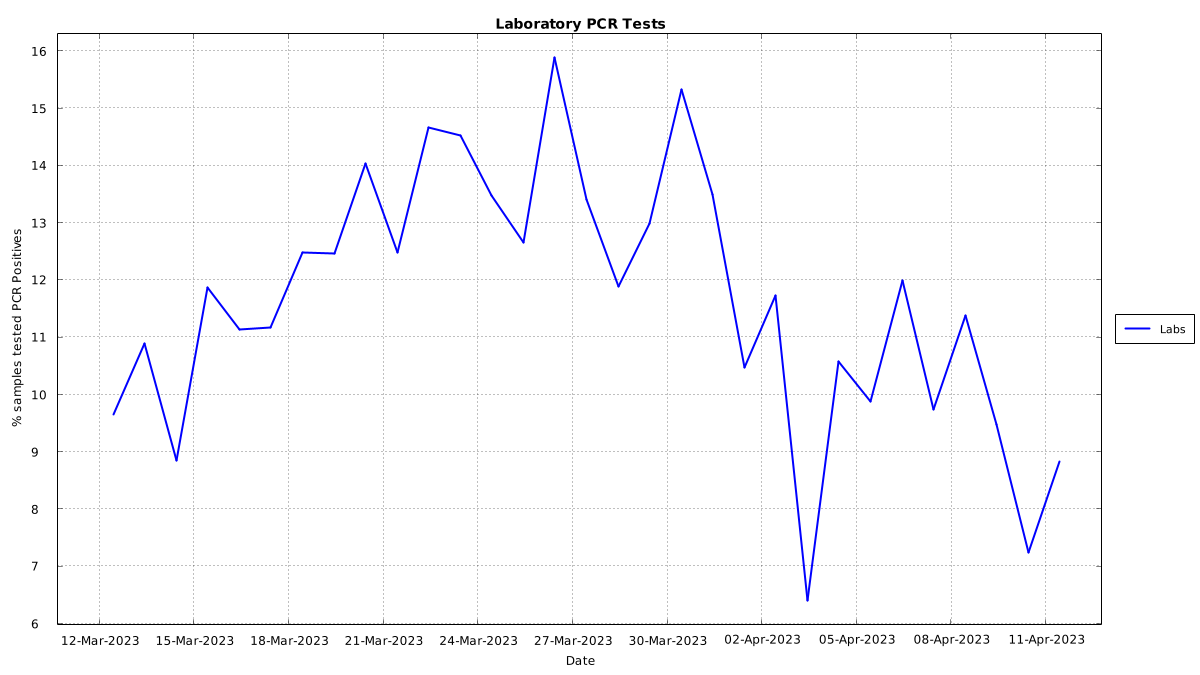 Laboratory PCR Tests
% samples tested PCR Positives
16
15
14
13
12
11
10
9
8
7
6
12-Mar-2023 15-Mar-2023 18-Mar-2023 21-Mar-2023 24-Mar-2023 27-Mar-2023 30-Mar-2023 02-Apr-2023 05-Apr-2023 08-Apr-2023 11-Apr-2023
Date
Labs